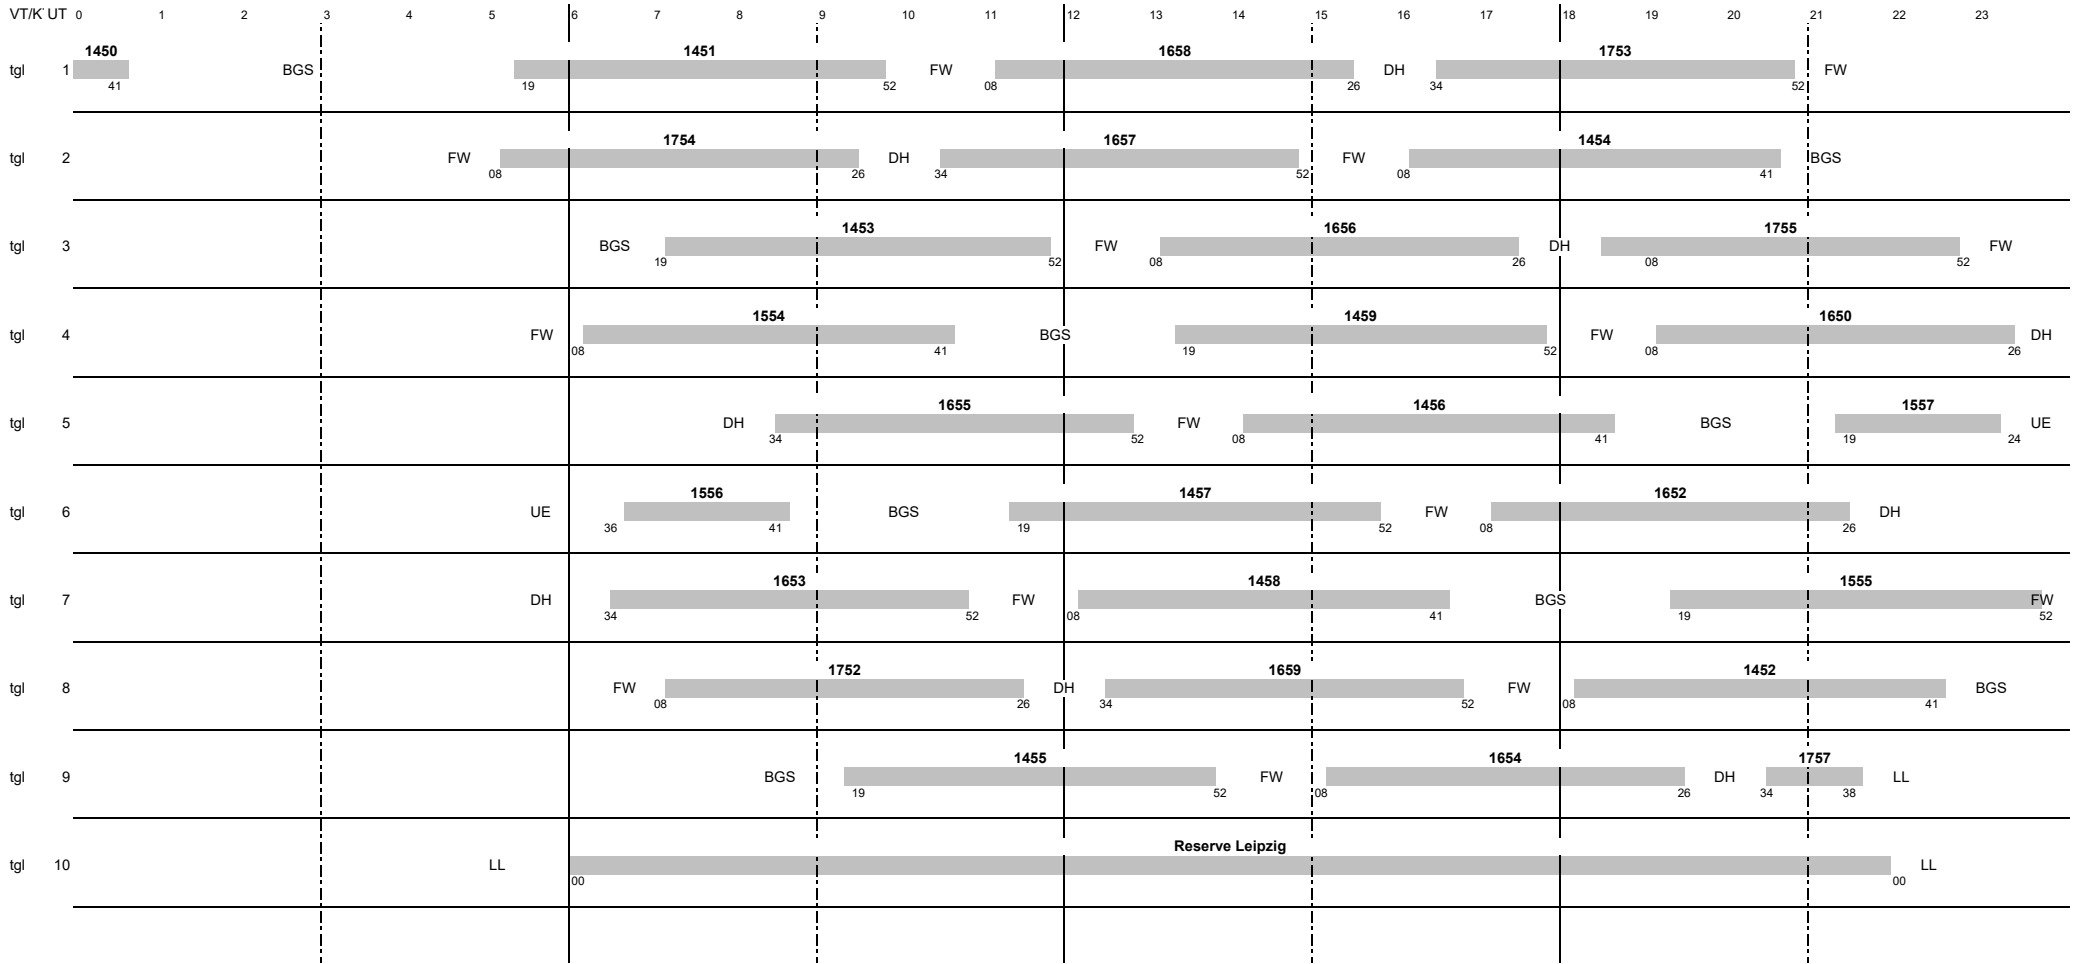 VT/K UT 0 1 2 3 4 5 6 7 8 9 10 11 12 13 14 15 16 17 18 19 20 21 22 23
1450 1451 1658 1753
tgl 1 BGS FW DH FW
41 19 52 08 26 34 52
1754 1657 1454
tgl 2 FW DH FW BGS
08 26 34 52 08 41
1453 1656 1755
tgl 3 BGS FW DH FW
19 52 08 26 08 52
1554 1459 1650
tgl 4 FW BGS FW DH
08 41 19 52 08 26
1655 1456 1557
tgl 5 DH FW BGS UE
34 52 08 41 19 24
1556 1457 1652
tgl 6 UE BGS FW DH
36 41 19 52 08 26
1653 1458 1555
tgl 7 DH FW BGS FW
34 52 08 41 19 52
1752 1659 1452
tgl 8 FW DH FW BGS
08 26 34 52 08 41
1455 1654 1757
tgl 9 BGS FW DH LL
19 52 08 26 34 38
Reserve Leipzig
tgl 10 LL LL
00 00